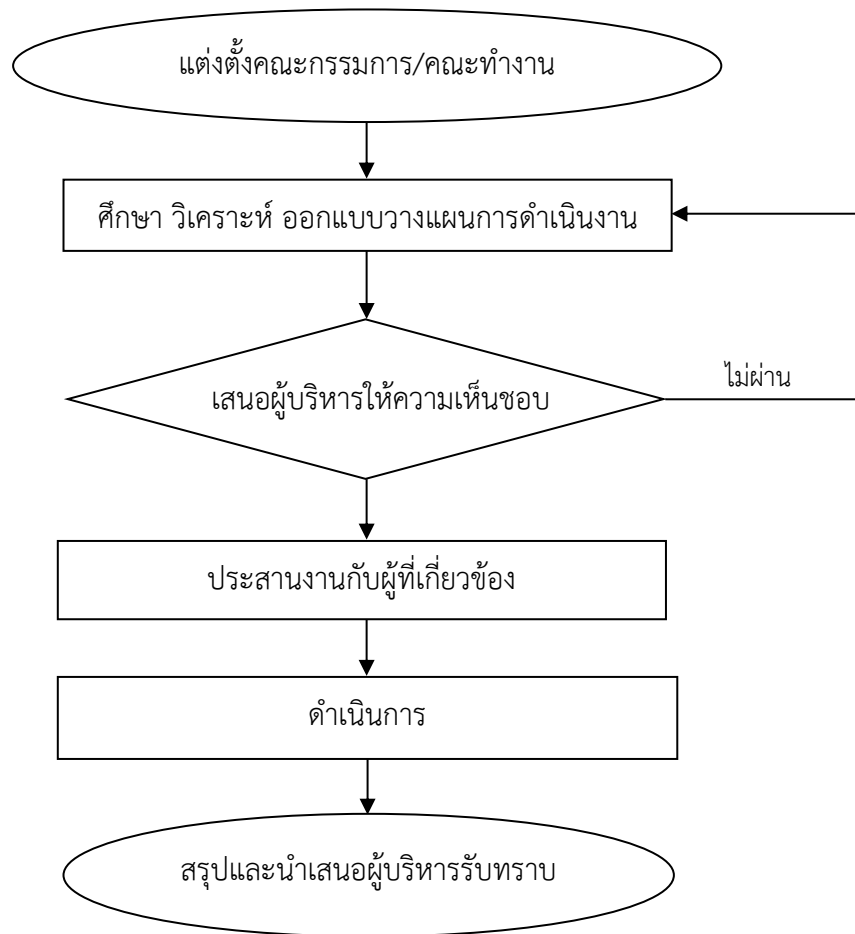 แต่งตั้งคณะกรรมการ/คณะทำงาน
ศึกษา วิเคราะห์ ออกแบบวางแผนการดำเนินงาน
เสนอผู้บริหารให้ความเห็นชอบ
ไม่ผ่าน
ประสานงานกับผู้ที่เกี่ยวข้อง
ดำเนินการ
สรุปและนำเสนอผู้บริหารรับทราบ